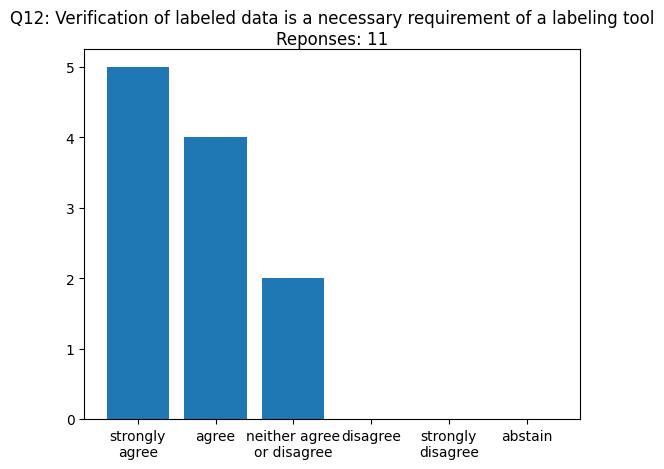 Q12: Verification of labeled data is a necessary requirement of a labeling tool
Reponses: 11
5
4
3
2
1
0
strongly
agree
agree
neither agree
or disagree
disagree
strongly
disagree
abstain